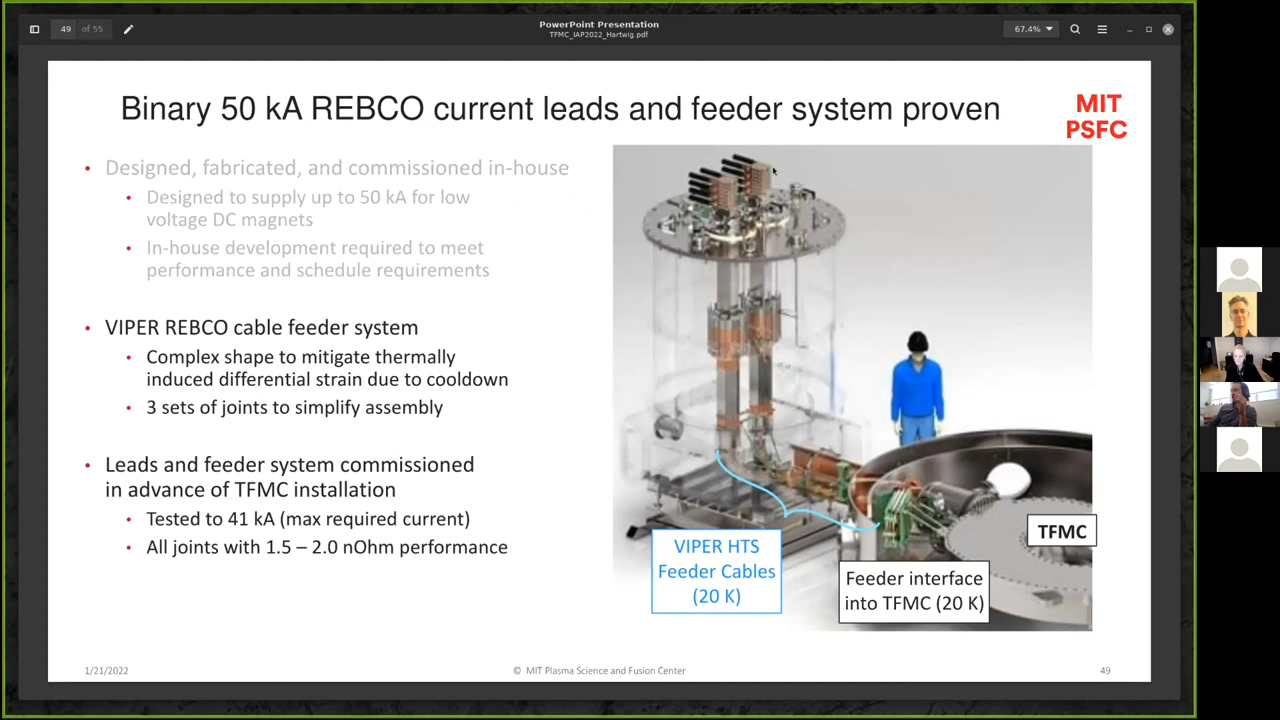 49 of 55
PowerPoint Presentation
TFMC_IAP2022_Hartwig.pdf
67.4%
Binary 50 kA REBCO current leads and feeder system proven
MIT
PSFC
• Designed, fabricated, and commissioned in-house
• Designed to supply up to 50 kA for low
voltage DC magnets
• In-house development required to meet
performance and schedule requirements
• VIPER REBCO cable feeder system
• Complex shape to mitigate thermally
induced differential strain due to cooldown
• 3 sets of joints to simplify assembly
• Leads and feeder system commissioned
in advance of TFMC installation
• Tested to 41 kA (max required current)
• All joints with 1.5 – 2.0 nOhm performance
TFMC
VIPER HTS
Feeder Cables
(20 K)
Feeder interface
into TFMC (20 K)
1/21/2022
© MIT Plasma Science and Fusion Center
49